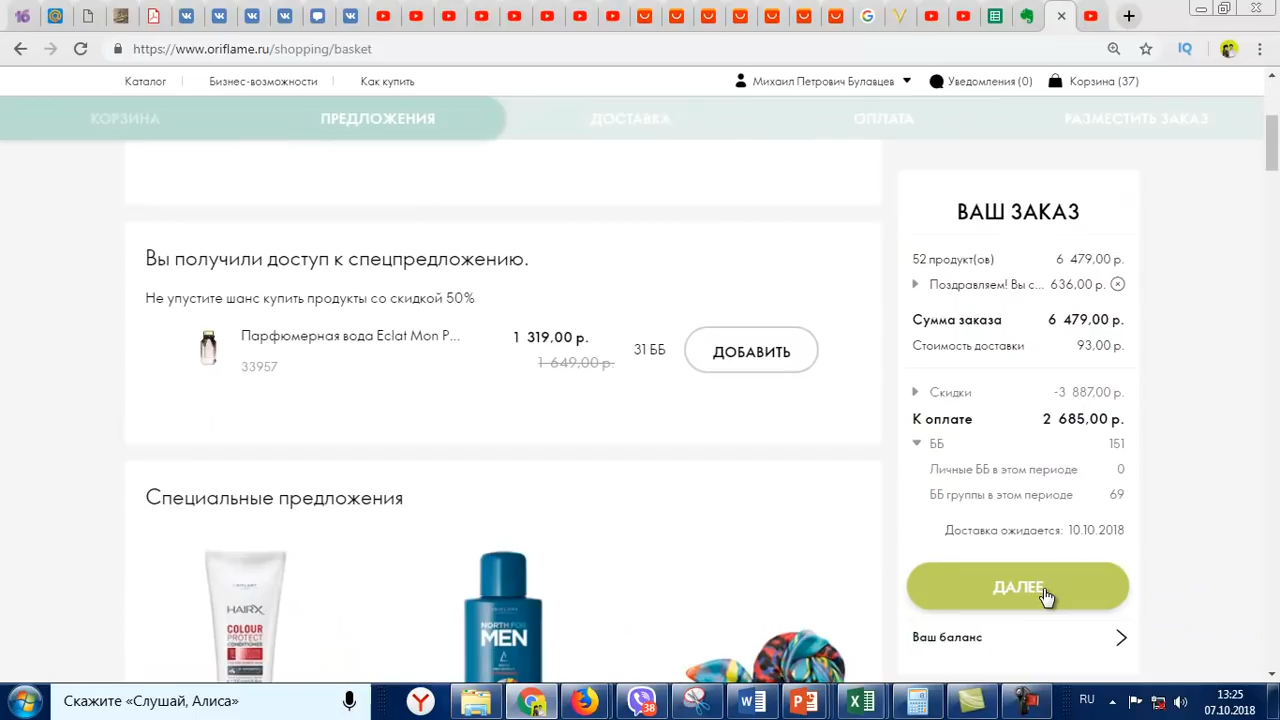 https://www.oriflame.ru/shopping/basket
Каталог Бизнес-возможности Как купить Михаил Петрович Булавцев Уведомления (0) Корзина (37)
КОРЗИНА ПРЕДЛОЖЕНИЯ ДОСТАВКА ОПЛАТА РАЗМЕСТИТЬ ЗАКАЗ
Вы получили доступ к спецпредложению.
Не упустите шанс купить продукты со скидкой 50%
Парфюмерная вода Eclat Mon P...
33957
1 319,00 р.
1 649,00 р.
31 ББ
ДОБАВИТЬ
Специальные предложения
HAIRX
COLOUR
PROTECT
CONDITIONER
NORTH FOR
MEN
ВАШ ЗАКАЗ
52 продукт(ов) 6 479,00 р.
Поздравляем! Вы с... 636,00 р.
Сумма заказа 6 479,00 р.
Стоимость доставки 93,00 р.
Скидки -3 887,00 р.
К оплате 2 685,00 р.
ББ 151
Личные ББ в этом периоде 0
ББ группы в этом периоде 69
Доставка ожидается: 10.10.2018
ДАЛЕЕ
Ваш баланс
Скажите «Слушай, Алиса»
38
RU
13:25
07.10.2018